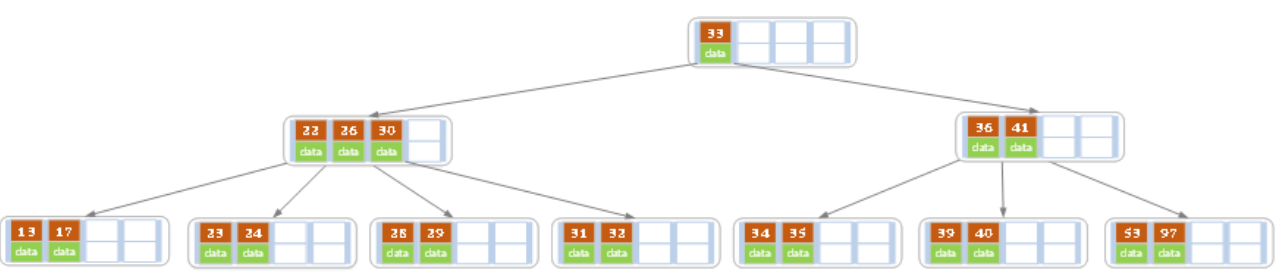 33
data
22 26 30
data data data
36 41
data data
13 17
data data
23 24
data data
28 29
data data
31 32
data data
34 35
data data
39 40
data data
53 97
data data